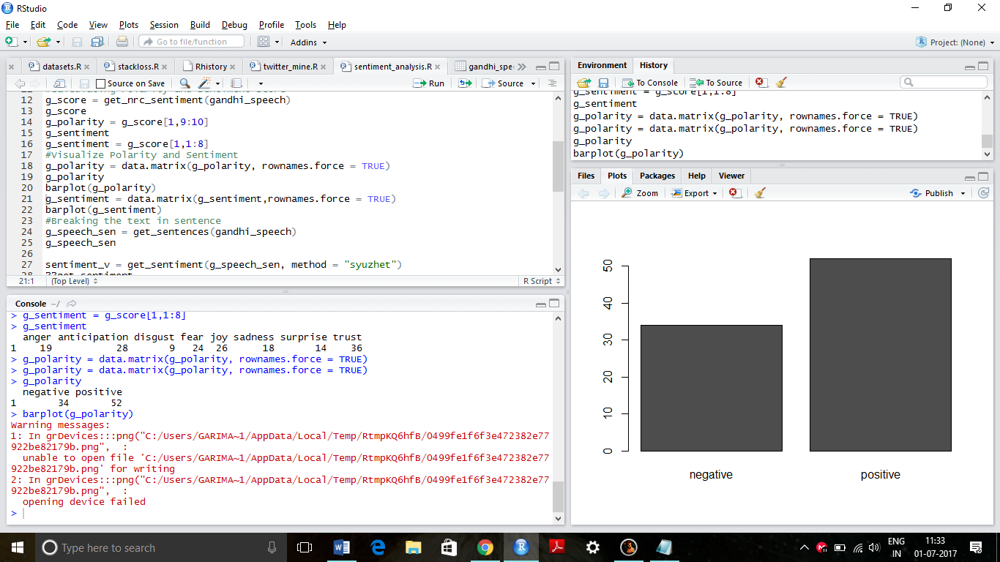 RStudio
File Edit Code View Plots Session Build Debug Profile Tools Help
Go to file/function Addins Project: (None)
datasets.R stackloss.R Rhistory twitter_mine.R sentiment_analysis.R gandhi_spe
Source on Save Run Source
12 g_score = get_nrc_sentiment(gandhi_speech)
13 g_score
14 g_polarity = g_score[1,9:10]
15 g_sentiment
16 g_sentiment = g_score[1,1:8]
17 #Visualize Polarity and Sentiment
18 g_polarity = data.matrix(g_polarity, rownames.force = TRUE)
19 g_polarity
20 barplot(g_polarity)
21 g_sentiment = data.matrix(g_sentiment,rownames.force = TRUE)
22 barplot(g_sentiment)
23 #Breaking the text in sentence
24 g_speech_sen = get_sentences(gandhi_speech)
25 g_speech_sen
26
27 sentiment_v = get_sentiment(g_speech_sen, method = "syuzhet")
28 ??get_sentiment
21:1 (Top Level) R Script
Console ~/
> g_sentiment = g_score[1,1:8]
> g_sentiment
anger anticipation disgust fear joy sadness surprise trust
1 19 28 9 24 26 18 14 36
> g_polarity = data.matrix(g_polarity, rownames.force = TRUE)
> g_polarity = data.matrix(g_polarity, rownames.force = TRUE)
> g_polarity
negative positive
1 34 52
> barplot(g_polarity)
Warning messages:
1: In grDevices:::png("C:/Users/GARIMA~1/AppData/Local/Temp/RtmpKQ6hfB/0499fe1f6f3e472382e77
922be82179b.png", :
unable to open file 'C:/Users/GARIMA~1/AppData/Local/Temp/RtmpKQ6hfB/0499fe1f6f3e472382e77
922be82179b.png' for writing
2: In grDevices:::png("C:/Users/GARIMA~1/AppData/Local/Temp/RtmpKQ6hfB/0499fe1f6f3e472382e77
922be82179b.png", :
opening device failed
>
Environment History
To Console To Source
g_sentiment = g_score[1,1:8]
g_sentiment
g_polarity = data.matrix(g_polarity, rownames.force = TRUE)
g_polarity = data.matrix(g_polarity, rownames.force = TRUE)
g_polarity
barplot(g_polarity)
Files Plots Packages Help Viewer
Zoom Export Publish
50
40
30
20
10
0
negative positive
Type here to search
ENG 11:33
IN 01-07-2017